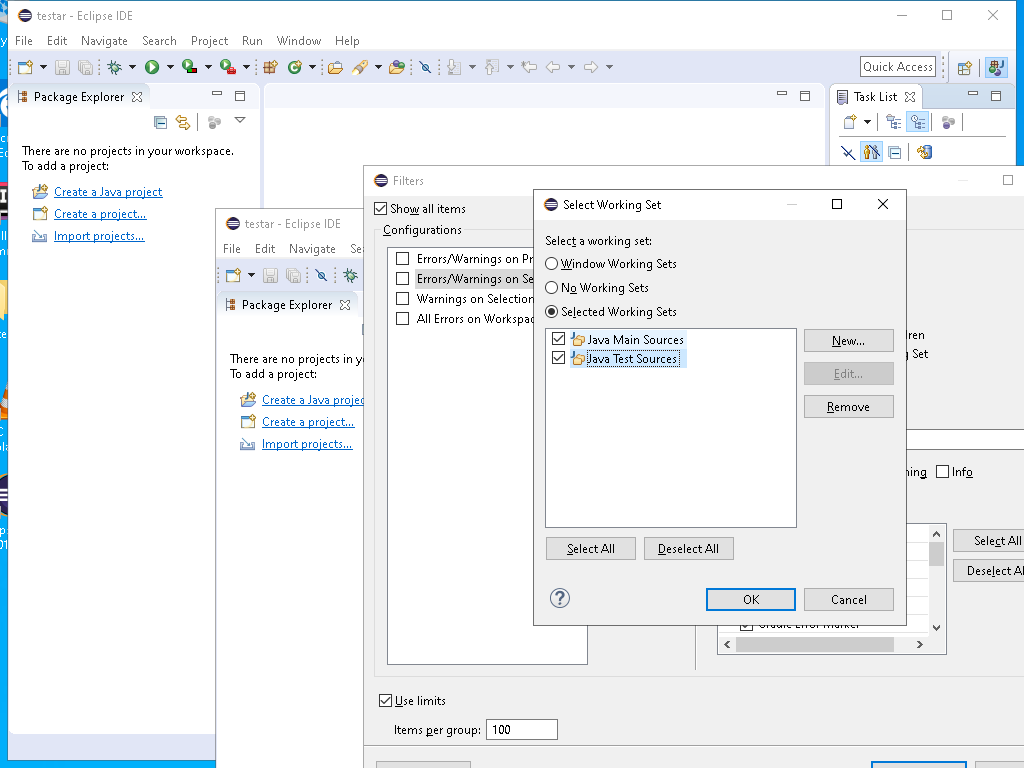 testar - Eclipse IDE
File Edit Navigate Search Project Run Window Help
Quick Access
Package Explorer
Task List
There are no projects in your workspace.
To add a project:
Create a Java project
Create a project...
Import projects...
testar - Eclipse IDE
File Edit Navigate
Package Explorer
There are no projects in y
To add a project:
Create a Java projec
Create a project...
Import projects...
Filters
Show all items
Configurations
Errors/Warnings on Pr
Errors/Warnings on Se
Warnings on Selection
All Errors on Workspac
Use limits
Items per group: 100
Select Working Set
Select a working set:
Window Working Sets
No Working Sets
Selected Working Sets
Java Main Sources
Java Test Sources
New...
Edit...
Remove
Select All Deselect All
OK Cancel
ren
Set
ning Info
Select All
Deselect Al
Gradle Error Marker